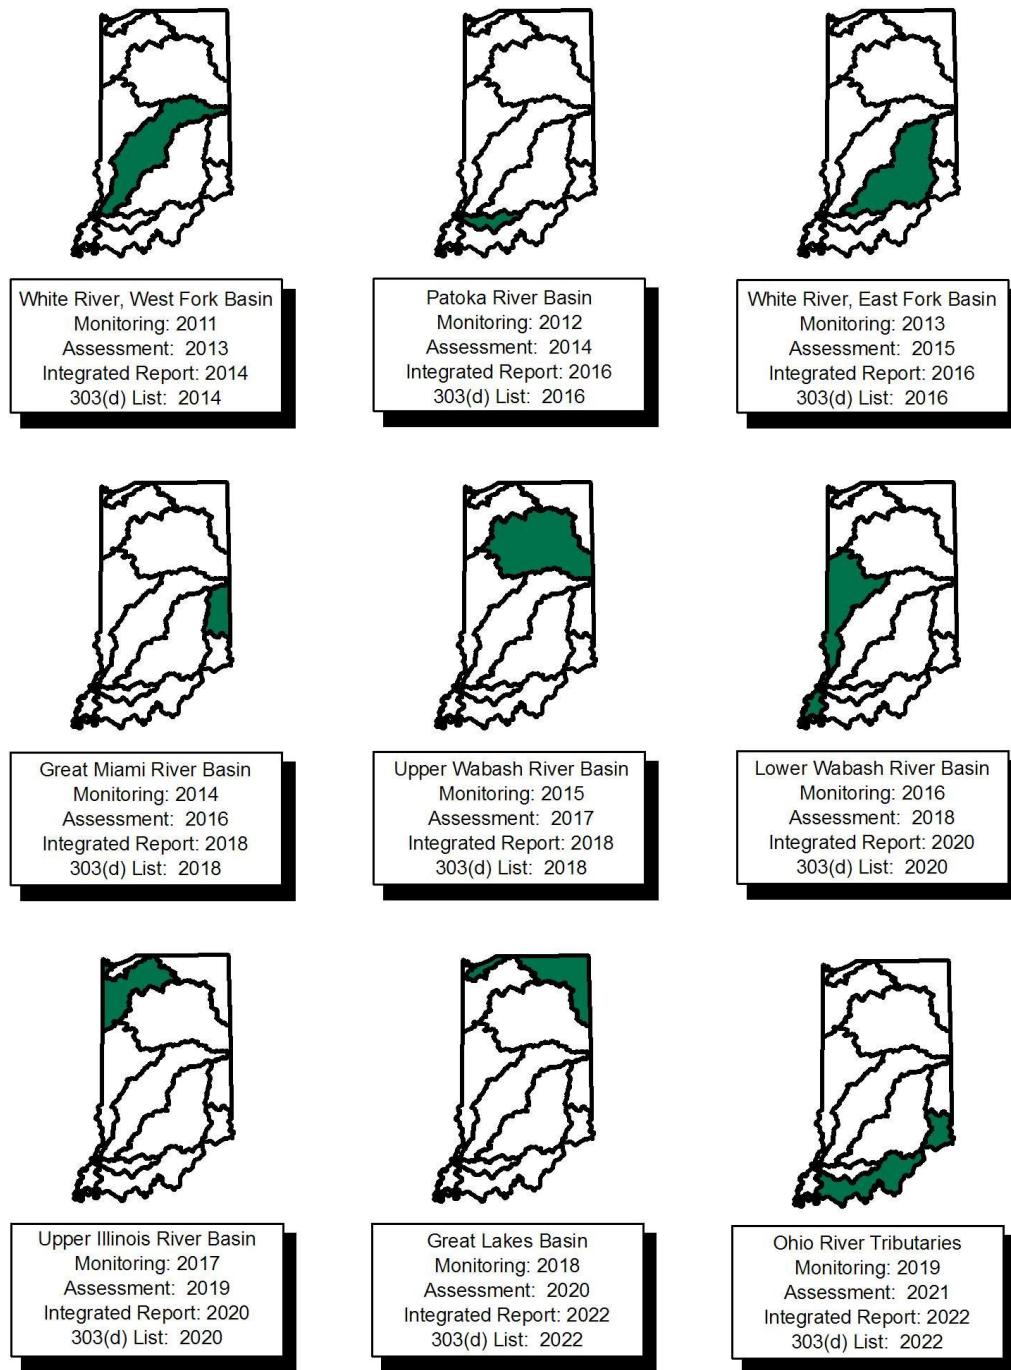 White River, West Fork Basin
Monitoring: 2011
Assessment: 2013
Integrated Report: 2014
303(d) List: 2014
Patoka River Basin
Monitoring: 2012
Assessment: 2014
Integrated Report: 2016
303(d) List: 2016
White River, East Fork Basin
Monitoring: 2013
Assessment: 2015
Integrated Report: 2016
303(d) List: 2016
Great Miami River Basin
Monitoring: 2014
Assessment: 2016
Integrated Report: 2018
303(d) List: 2018
Upper Wabash River Basin
Monitoring: 2015
Assessment: 2017
Integrated Report: 2018
303(d) List: 2018
Lower Wabash River Basin
Monitoring: 2016
Assessment: 2018
Integrated Report: 2020
303(d) List: 2020
Upper Illinois River Basin
Monitoring: 2017
Assessment: 2019
Integrated Report: 2020
303(d) List: 2020
Great Lakes Basin
Monitoring: 2018
Assessment: 2020
Integrated Report: 2022
303(d) List: 2022
Ohio River Tributaries
Monitoring: 2019
Assessment: 2021
Integrated Report: 2022
303(d) List: 2022